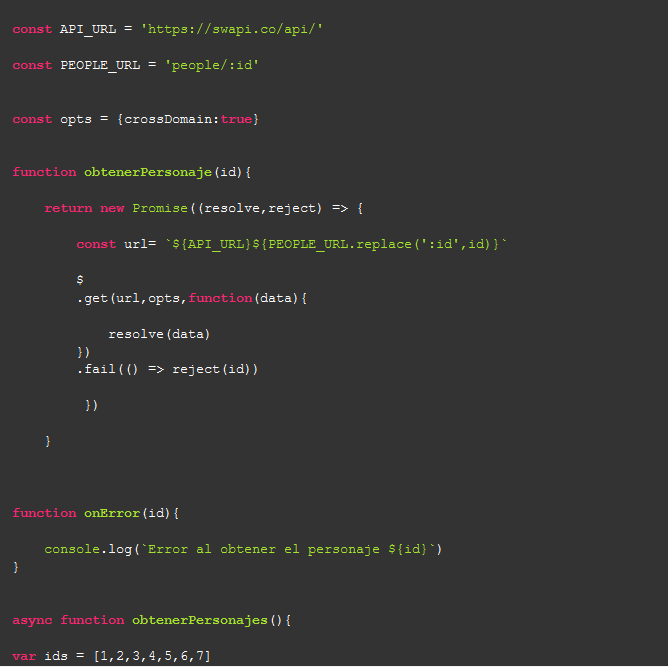 const API_URL = 'https://swapi.co/api/'
const PEOPLE_URL = 'people/:id'
const opts = {crossDomain:true}
function obtenerPersonaje(id){
    return new Promise((resolve,reject) => {
        const url= `${API_URL}${PEOPLE_URL.replace(':id',id)}`
        $
        .get(url,opts,function(data){
            resolve(data)
        })
        .fail(() => reject(id))
         })
    }
function onError(id){
    console.log(`Error al obtener el personaje ${id}`)
}
async function obtenerPersonajes(){
var ids = [1,2,3,4,5,6,7]